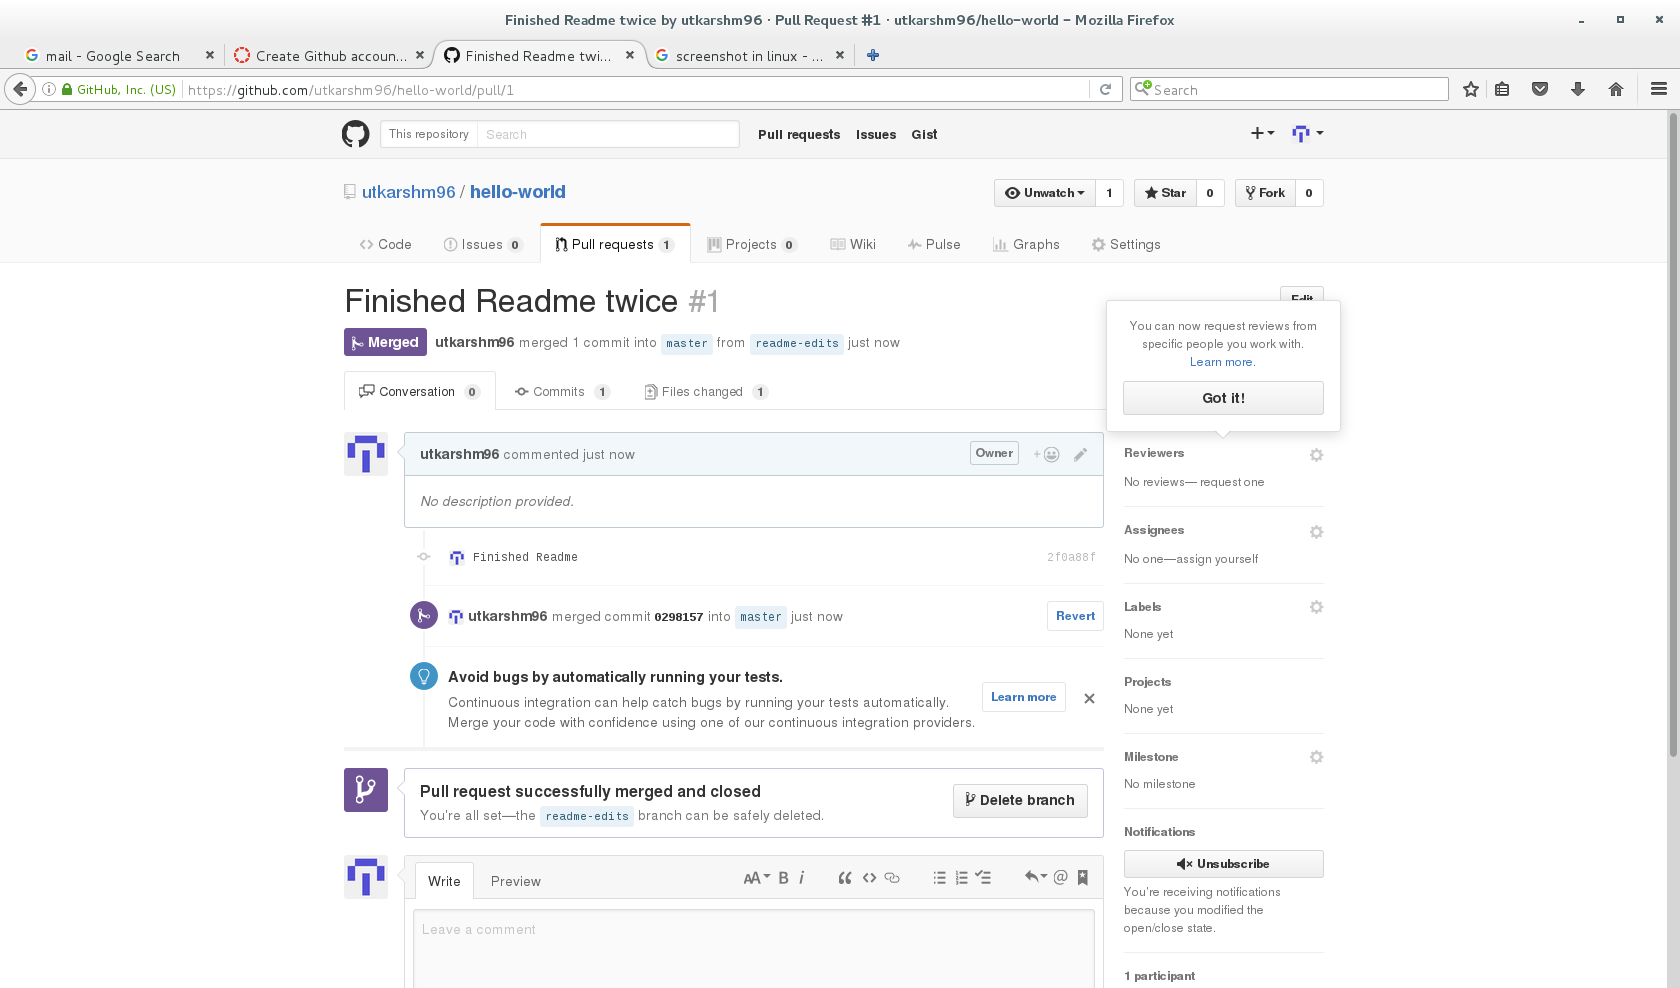 Finished Readme twice by utkarshm96 · Pull Request #1 · utkarshm96/hello-world - Mozilla Firefox
mail - Google Search
Create Github accoun...
Finished Readme twi...
screenshot in linux - ...
GitHub, Inc. (US)
https://github.com/utkarshm96/hello-world/pull/1
Search
This repository
Search
Pull requests
Issues
Gist
utkarshm96 / hello-world
Unwatch
1
Star
0
Fork
0
Code
Issues 0
Pull requests 1
Projects 0
Wiki
Pulse
Graphs
Settings
Finished Readme twice #1
Edit
Merged
utkarshm96 merged 1 commit into master from readme-edits just now
You can now request reviews from
specific people you work with.
Learn more.
Got it!
Conversation 0
Commits 1
Files changed 1
utkarshm96 commented just now
Owner
No description provided.
Finished Readme
2f0a88f
utkarshm96 merged commit 0298157 into master just now
Revert
Avoid bugs by automatically running your tests.
Continuous integration can help catch bugs by running your tests automatically.
Merge your code with confidence using one of our continuous integration providers.
Learn more
Pull request successfully merged and closed
You're all set—the readme-edits branch can be safely deleted.
Delete branch
Write
Preview
AA B i
Leave a comment
Reviewers
No reviews— request one
Assignees
No one—assign yourself
Labels
None yet
Projects
None yet
Milestone
No milestone
Notifications
Unsubscribe
You're receiving notifications
because you modified the
open/close state.
1 participant